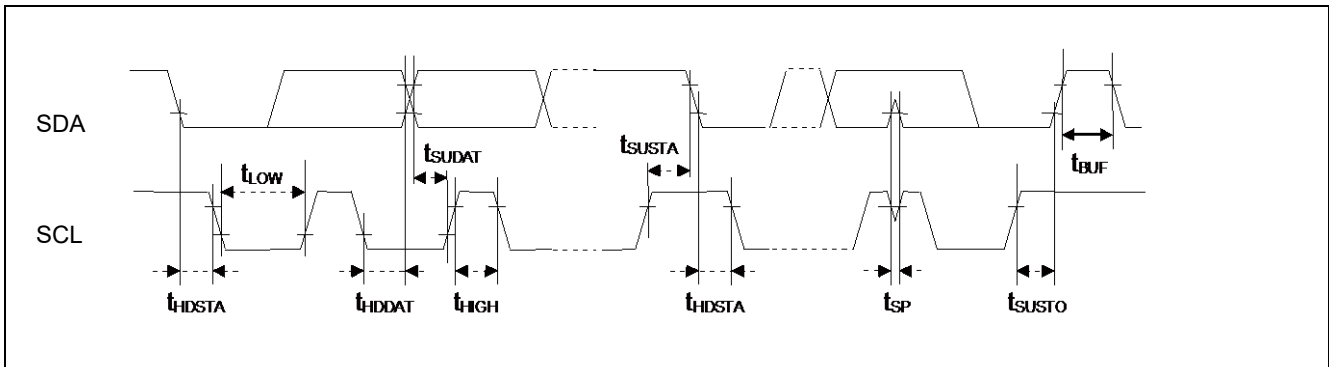 SDA
tSUDAT
tSUSTA
tBUF
tLOW
SCL
tHDSTA
tHDDAT
tHIGH
tHDSTA
tSP
tSUSTO